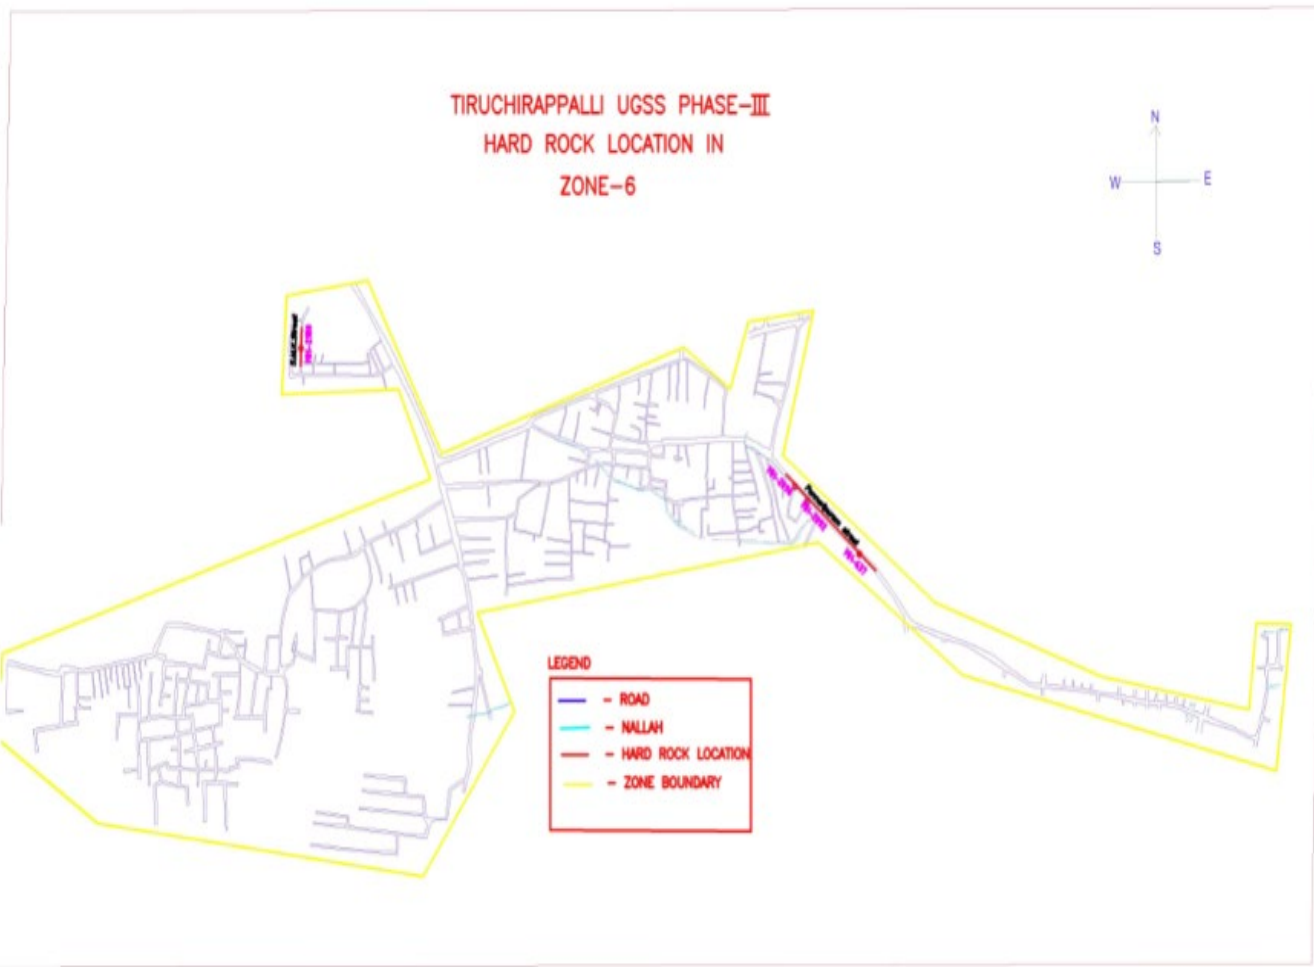 TIRUCHIRAPPALLI UGSS PHASE-III
HARD ROCK LOCATION IN
ZONE-6
N
W E
S
LEGEND
- ROAD
- NALLAH
- HARD ROCK LOCATION
- ZONE BOUNDARY